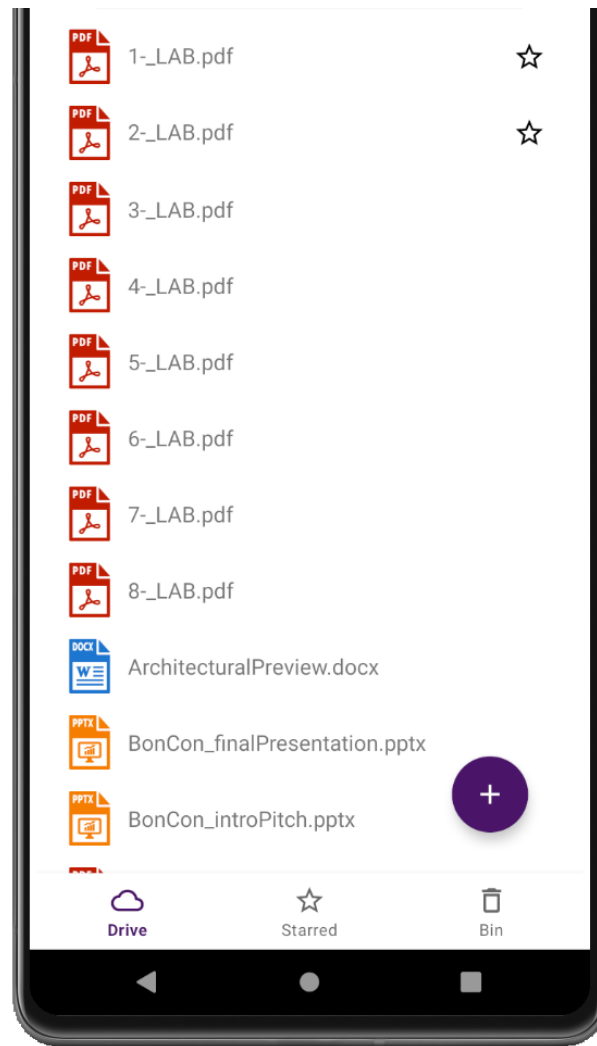 PDF
1-_LAB.pdf
PDF
2-_LAB.pdf
PDF
3-_LAB.pdf
PDF
4-_LAB.pdf
PDF
5-_LAB.pdf
PDF
6-_LAB.pdf
PDF
7-_LAB.pdf
PDF
8-_LAB.pdf
DOCX
W
ArchitecturalPreview.docx
PPTX
BonCon_finalPresentation.pptx
PPTX
BonCon_introPitch.pptx
+
Drive
Starred
Bin